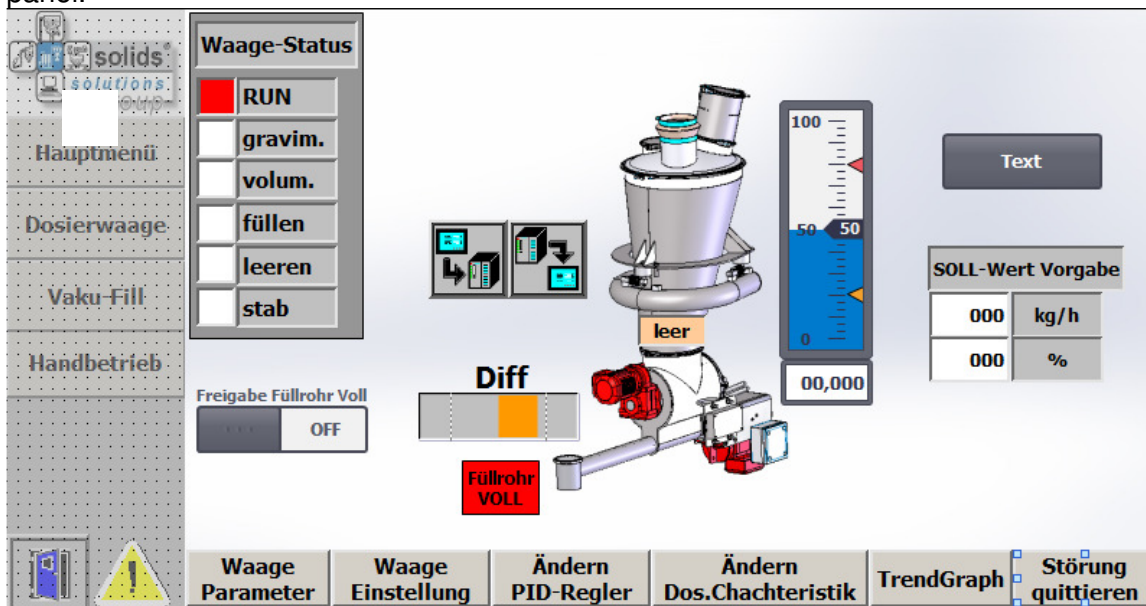 panel.
solids
solutions
group
Hauptmenü
Dosierwaage
Vaku-Fill
Handbetrieb
Waage-Status
RUN
gravim.
volum.
füllen
leeren
stab
Freigabe Füllrohr Voll
OFF
Diff
Füllrohr
VOLL
leer
100
50
50
0
00,000
Text
SOLL-Wert Vorgabe
000 kg/h
000 %
Waage
Parameter
Waage
Einstellung
Ändern
PID-Regler
Ändern
Dos.Chachteristik
TrendGraph
Störung
quittieren